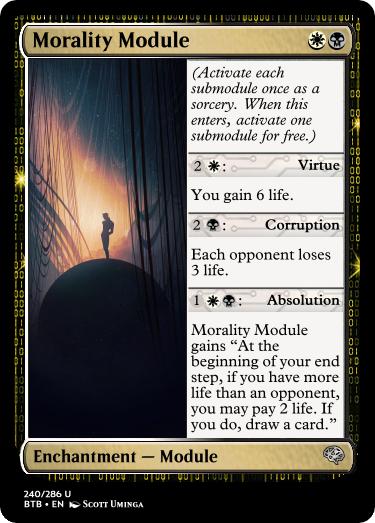 Morality Module
(Activate each
submodule once as a
sorcery. When this
enters, activate one
submodule for free.)
2 : Virtue
You gain 6 life.
2 : Corruption
Each opponent loses
3 life.
1 : Absolution
Morality Module
gains “At the
beginning of your end
step, if you have more
life than an opponent,
you may pay 2 life. If
you do, draw a card.”
Enchantment — Module
240/286 U
BTB • EN Scott Uminga